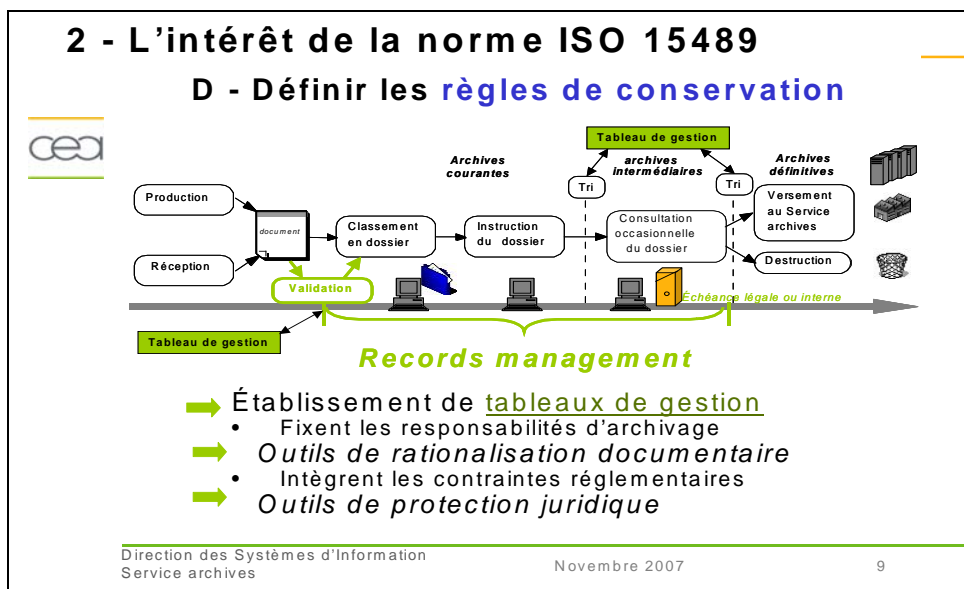 2 - L'intérêt de la norme ISO 15489
D - Définir les règles de conservation
cea
Tableau de gestion
Archives
courantes
archives
intermédiaires
Archives
définitives
Tri
Tri
Production
Réception
document
Classement
en dossier
Instruction
du dossier
Consultation
occasionnelle
du dossier
Versement
au Service
archives
Destruction
Validation
Échéance légale ou interne
Tableau de gestion
Records management
Établissement de tableaux de gestion
• Fixent les responsabilités d'archivage
Outils de rationalisation documentaire
• Intègrent les contraintes réglementaires
Outils de protection juridique
Direction des Systèmes d'Information
Service archives
Novembre 2007
9